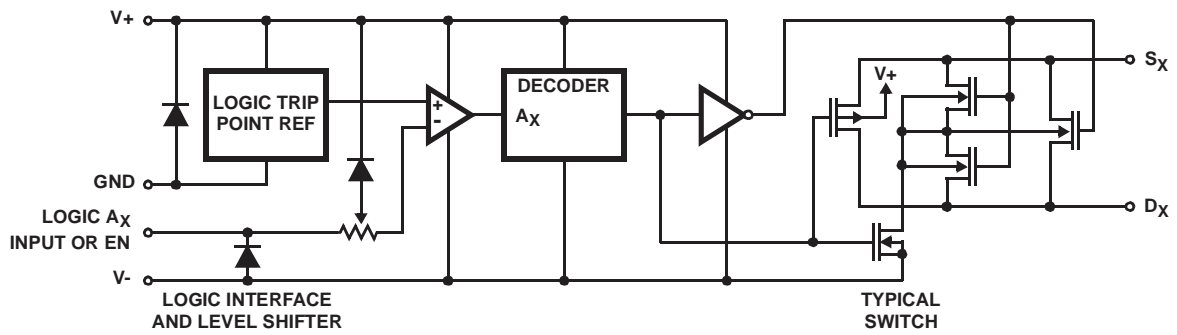 V+
LOGIC TRIP
POINT REF
+
-
DECODER
AX
V+
SX
GND
LOGIC AX
INPUT OR EN
DX
V-
LOGIC INTERFACE
AND LEVEL SHIFTER
TYPICAL
SWITCH